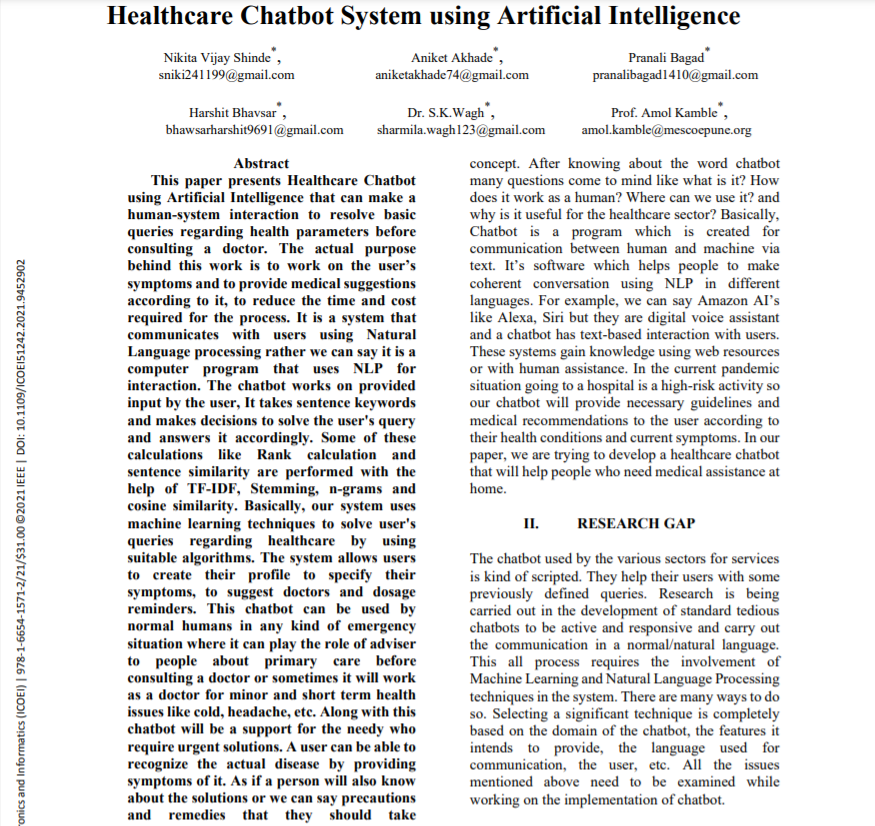 Healthcare Chatbot System using Artificial Intelligence
Nikita Vijay Shinde*,
sniki241199@gmail.com
Aniket Akhade*,
aniketakhade74@gmail.com
Pranali Bagad*
pranalibagad1410@gmail.com
Harshit Bhavsar*,
bhawsarharshit9691@gmail.com
Dr. S.K.Wagh*,
sharmila.wagh123@gmail.com
Prof. Amol Kamble*,
amol.kamble@mescoepune.org
Abstract
This paper presents Healthcare Chatbot
using Artificial Intelligence that can make a
human-system interaction to resolve basic
queries regarding health parameters before
consulting a doctor. The actual purpose
behind this work is to work on the user's
symptoms and to provide medical suggestions
according to it, to reduce the time and cost
required for the process. It is a system that
communicates with users using Natural
Language processing rather we can say it is a
computer program that uses NLP for
interaction. The chatbot works on provided
input by the user, It takes sentence keywords
and makes decisions to solve the user's query
and answers it accordingly. Some of these
calculations like Rank calculation and
sentence similarity are performed with the
help of TF-IDF, Stemming, n-grams and
cosine similarity. Basically, our system uses
machine learning techniques to solve user's
queries regarding healthcare by using
suitable algorithms. The system allows users
to create their profile to specify their
symptoms, to suggest doctors and dosage
reminders. This chatbot can be used by
normal humans in any kind of emergency
situation where it can play the role of adviser
to people about primary care before
consulting a doctor or sometimes it will work
as a doctor for minor and short term health
issues like cold, headache, etc. Along with this
chatbot will be a support for the needy who
require urgent solutions. A user can be able to
recognize the actual disease by providing
symptoms of it. As if a person will also know
about the solutions or we can say precautions
and remedies that they should take
concept. After knowing about the word chatbot
many questions come to mind like what is it? How
does it work as a human? Where can we use it? and
why is it useful for the healthcare sector? Basically,
Chatbot is a program which is created for
communication between human and machine via
text. It's software which helps people to make
coherent conversation using NLP in different
languages. For example, we can say Amazon AI's
like Alexa, Siri but they are digital voice assistant
and a chatbot has text-based interaction with users.
These systems gain knowledge using web resources
or with human assistance. In the current pandemic
situation going to a hospital is a high-risk activity so
our chatbot will provide necessary guidelines and
medical recommendations to the user according to
their health conditions and current symptoms. In our
paper, we are trying to develop a healthcare chatbot
that will help people who need medical assistance at
home.
II. RESEARCH GAP
The chatbot used by the various sectors for services
is kind of scripted. They help their users with some
previously defined queries. Research is being
carried out in the development of standard tedious
chatbots to be active and responsive and carry out
the communication in a normal/natural language.
This all process requires the involvement of
Machine Learning and Natural Language Processing
techniques in the system. There are many ways to do
so. Selecting a significant technique is completely
based on the domain of the chatbot, the features it
intends to provide, the language used for
communication, the user, etc. All the issues
mentioned above need to be examined while
working on the implementation of chatbot.
ronics and Informatics (ICOEI) | 978-1-6654-1571-2/21/$31.00 ©2021 IEEE | DOI: 10.1109/ICOEI51242.2021.9452902